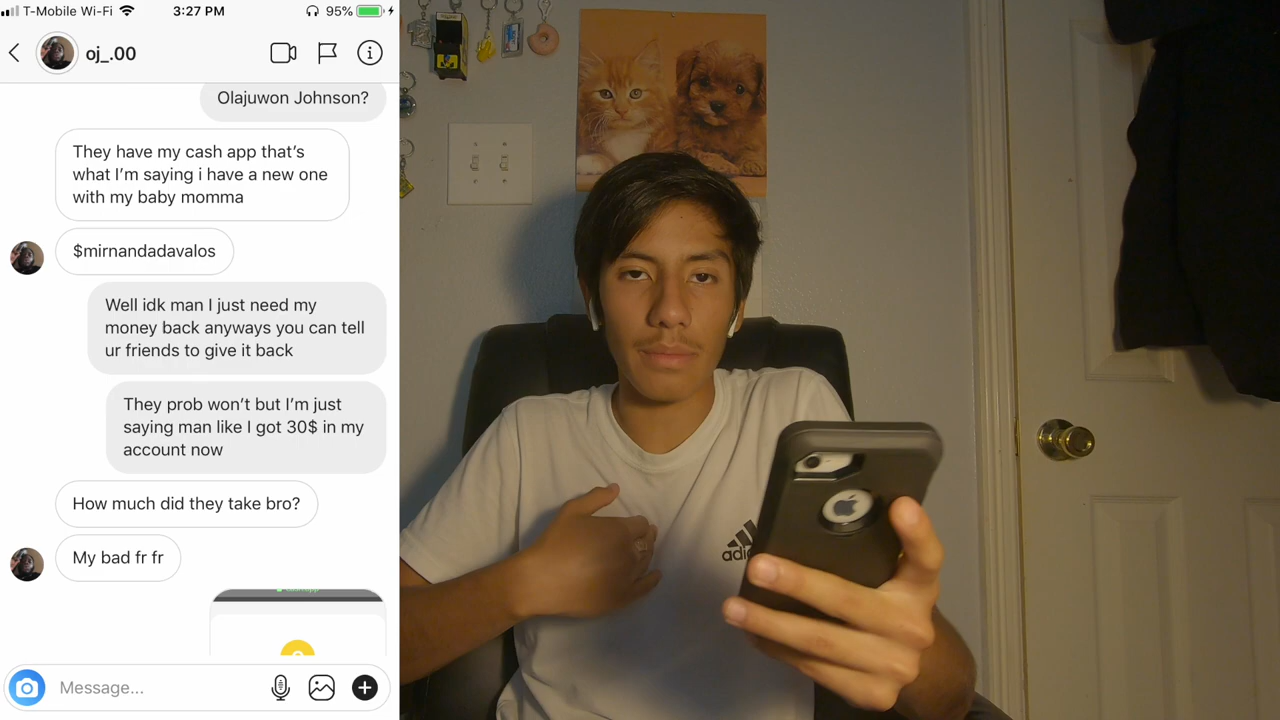 T-Mobile Wi-Fi 3:27 PM 95%
oj_.00
Olajuwon Johnson?
They have my cash app that's
what I'm saying i have a new one
with my baby momma
$mirnandadavalos
Well idk man I just need my
money back anyways you can tell
ur friends to give it back
They prob won't but I'm just
saying man like I got 30$ in my
account now
How much did they take bro?
My bad fr fr
Message...